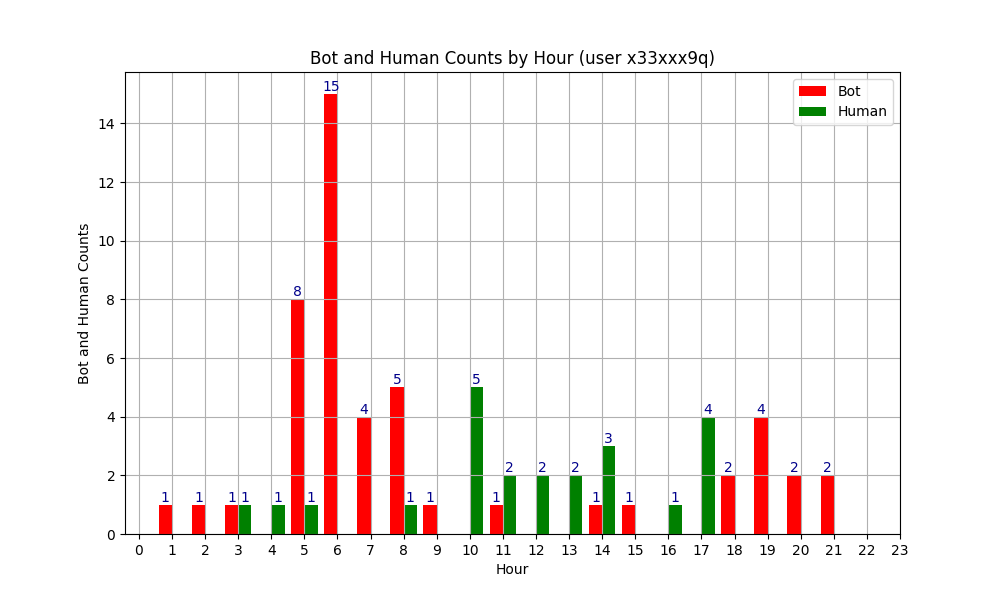 Bot and Human Counts by Hour (user x33xxx9q)
Bot
Human
Bot and Human Counts
14
12
10
8
6
4
2
0
1 1 1 1 1 8 1 15 4 5 1 1 5 1 2 2 2 1 3 1 1 4 2 4 2 2
0 1 2 3 4 5 6 7 8 9 10 11 12 13 14 15 16 17 18 19 20 21 22 23
Hour